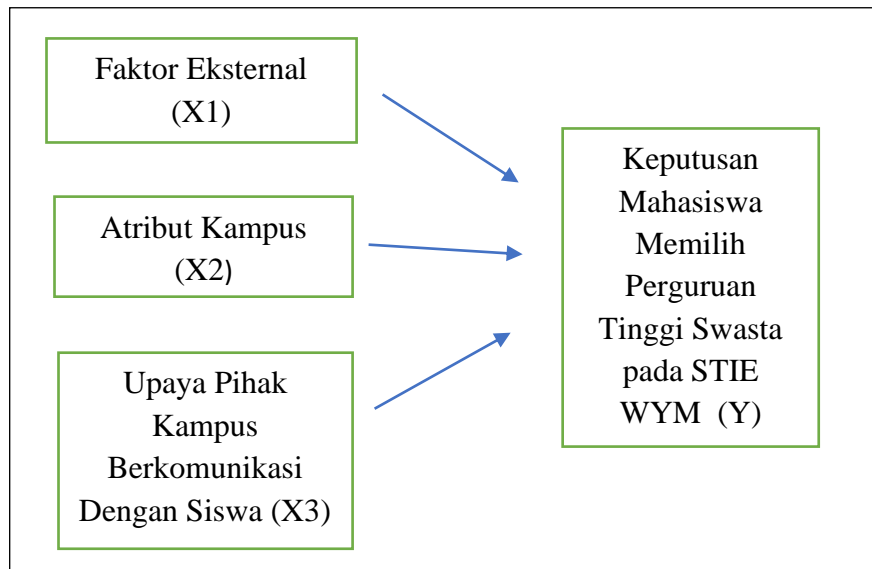 Faktor Eksternal
(X1)
Atribut Kampus
(X2)
Upaya Pihak
Kampus
Berkomunikasi
Dengan Siswa (X3)
Keputusan
Mahasiswa
Memilih
Perguruan
Tinggi Swasta
pada STIE
WYM (Y)